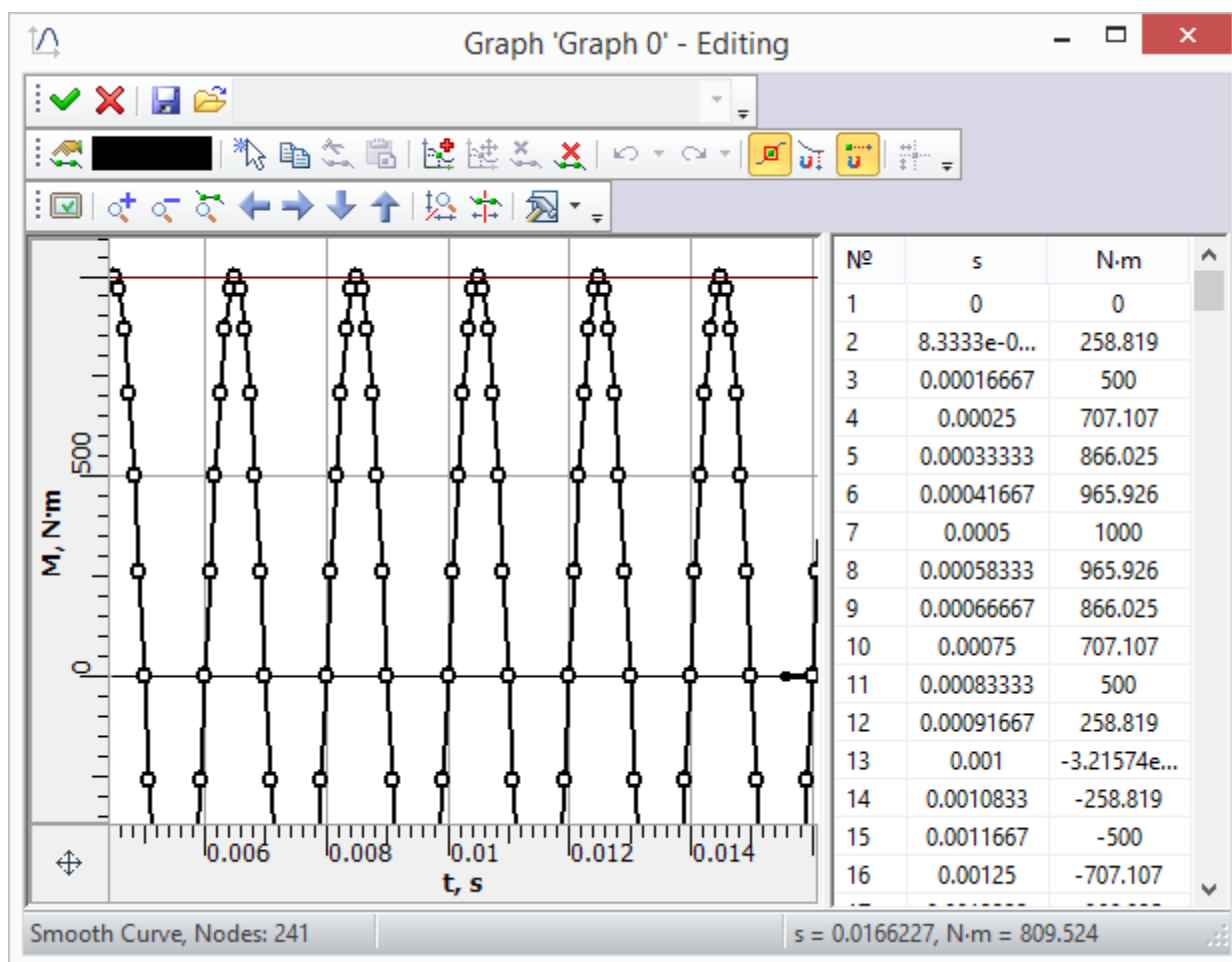 Graph 'Graph 0' - Editing
500
0
M, N·m
0.006 0.008 0.01 0.012 0.014
t, s
Nº s N·m
1 0 0
2 8.3333e-0... 258.819
3 0.00016667 500
4 0.00025 707.107
5 0.00033333 866.025
6 0.00041667 965.926
7 0.0005 1000
8 0.00058333 965.926
9 0.00066667 866.025
10 0.00075 707.107
11 0.00083333 500
12 0.00091667 258.819
13 0.001 -3.21574e...
14 0.0010833 -258.819
15 0.0011667 -500
16 0.00125 -707.107
Smooth Curve, Nodes: 241
s = 0.0166227, N·m = 809.524